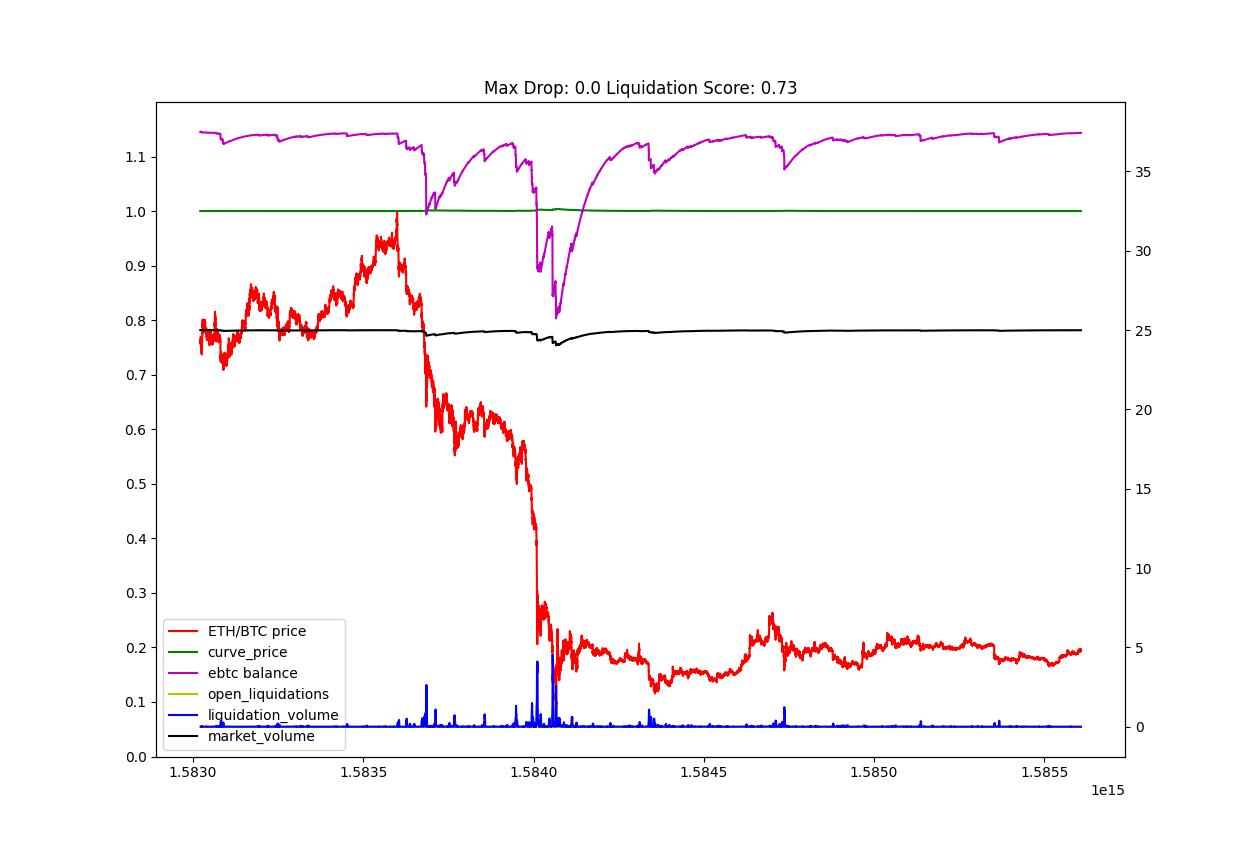 Max Drop: 0.0 Liquidation Score: 0.73
1.1
1.0
0.9
0.8
0.7
0.6
0.5
0.4
0.3
0.2
0.1
0.0
35
30
25
20
15
10
5
0
ETH/BTC price
curve_price
ebtc balance
open_liquidations
liquidation_volume
market_volume
1.5830 1.5835 1.5840 1.5845 1.5850 1.5855
1e15